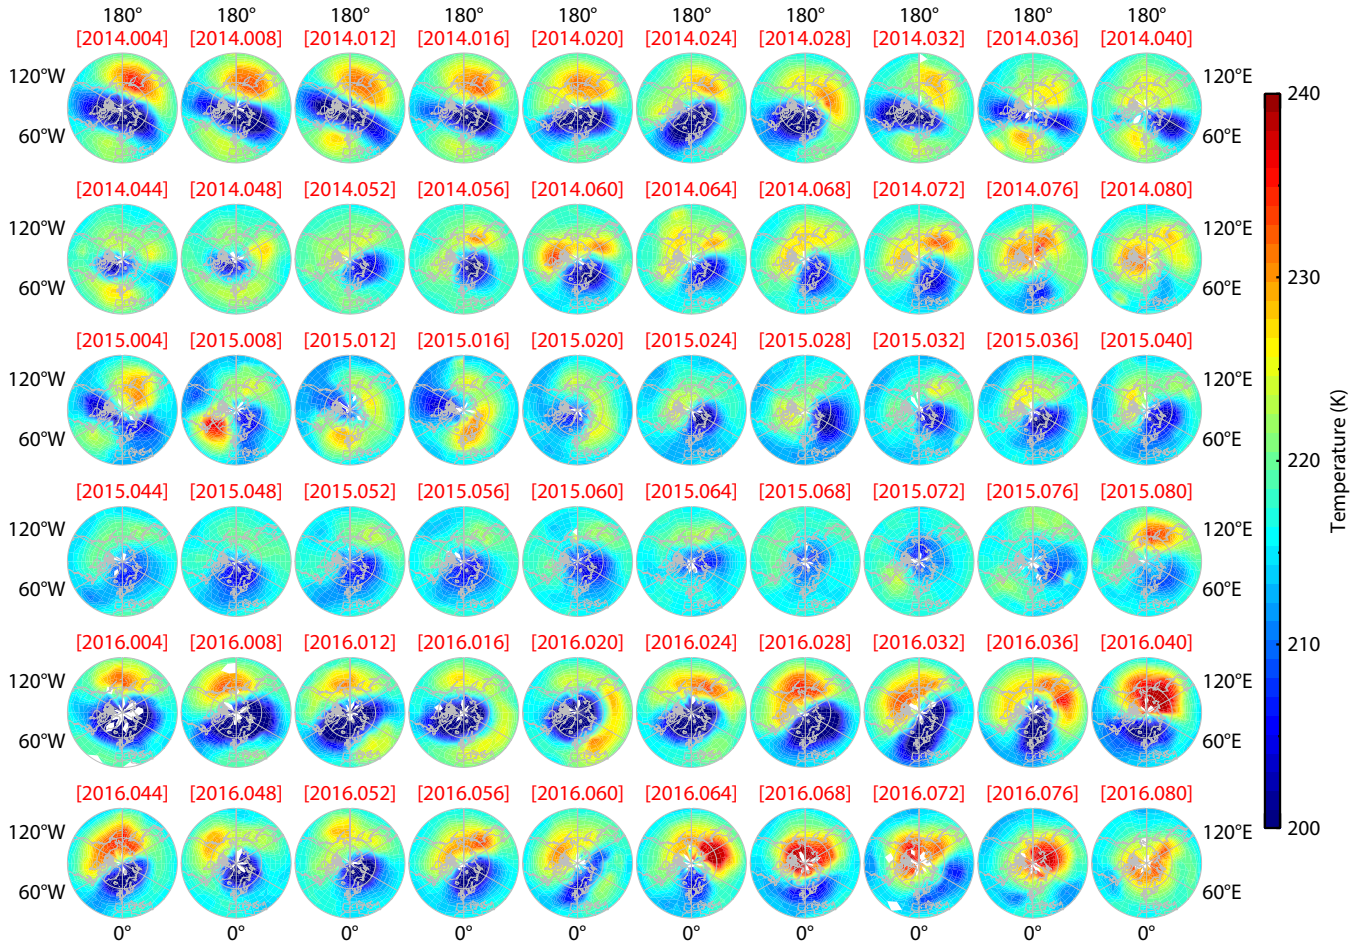 180° 180° 180° 180° 180° 180° 180° 180° 180° 180°
[2014.004] [2014.008] [2014.012] [2014.016] [2014.020] [2014.024] [2014.028] [2014.032] [2014.036] [2014.040]
120°W 120°E
60°W 60°E
240
[2014.044] [2014.048] [2014.052] [2014.056] [2014.060] [2014.064] [2014.068] [2014.072] [2014.076] [2014.080]
120°W 120°E
60°W 60°E
230
[2015.004] [2015.008] [2015.012] [2015.016] [2015.020] [2015.024] [2015.028] [2015.032] [2015.036] [2015.040]
120°W 120°E
60°W 60°E
220
Temperature (K)
[2015.044] [2015.048] [2015.052] [2015.056] [2015.060] [2015.064] [2015.068] [2015.072] [2015.076] [2015.080]
120°W 120°E
60°W 60°E
210
[2016.004] [2016.008] [2016.012] [2016.016] [2016.020] [2016.024] [2016.028] [2016.032] [2016.036] [2016.040]
120°W 120°E
60°W 60°E
[2016.044] [2016.048] [2016.052] [2016.056] [2016.060] [2016.064] [2016.068] [2016.072] [2016.076] [2016.080]
200
120°W 120°E
60°W 60°E
0° 0° 0° 0° 0° 0° 0° 0° 0° 0°